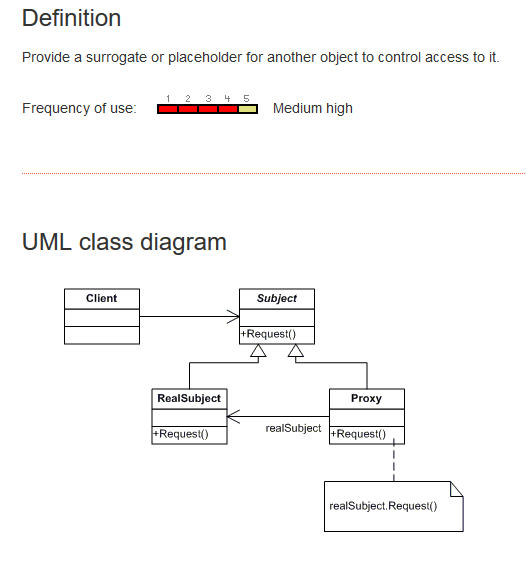 Definition
Provide a surrogate or placeholder for another object to control access to it.
1 2 3 4 5
Frequency of use: Medium high
UML class diagram
Client
Subject
+Request()
RealSubject
+Request()
realSubject
Proxy
+Request()
realSubject.Request()